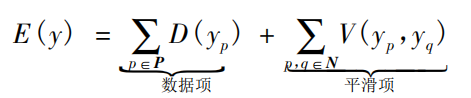 E(y) = ∑ D(y_p) + ∑ V(y_p, y_q)
p∈P p,q∈N
数据项 平滑项